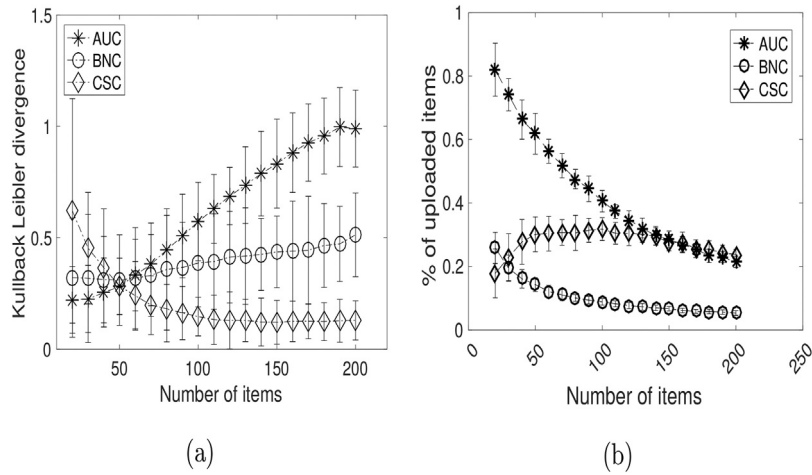 1.5
1
0.5
0
50
100
150
200
Kullback Leibler divergence
Number of items
AUC
BNC
CSC
(a)
1
0.8
0.6
0.4
0.2
0
0
50
100
150
200
250
% of uploaded items
Number of items
AUC
BNC
CSC
(b)